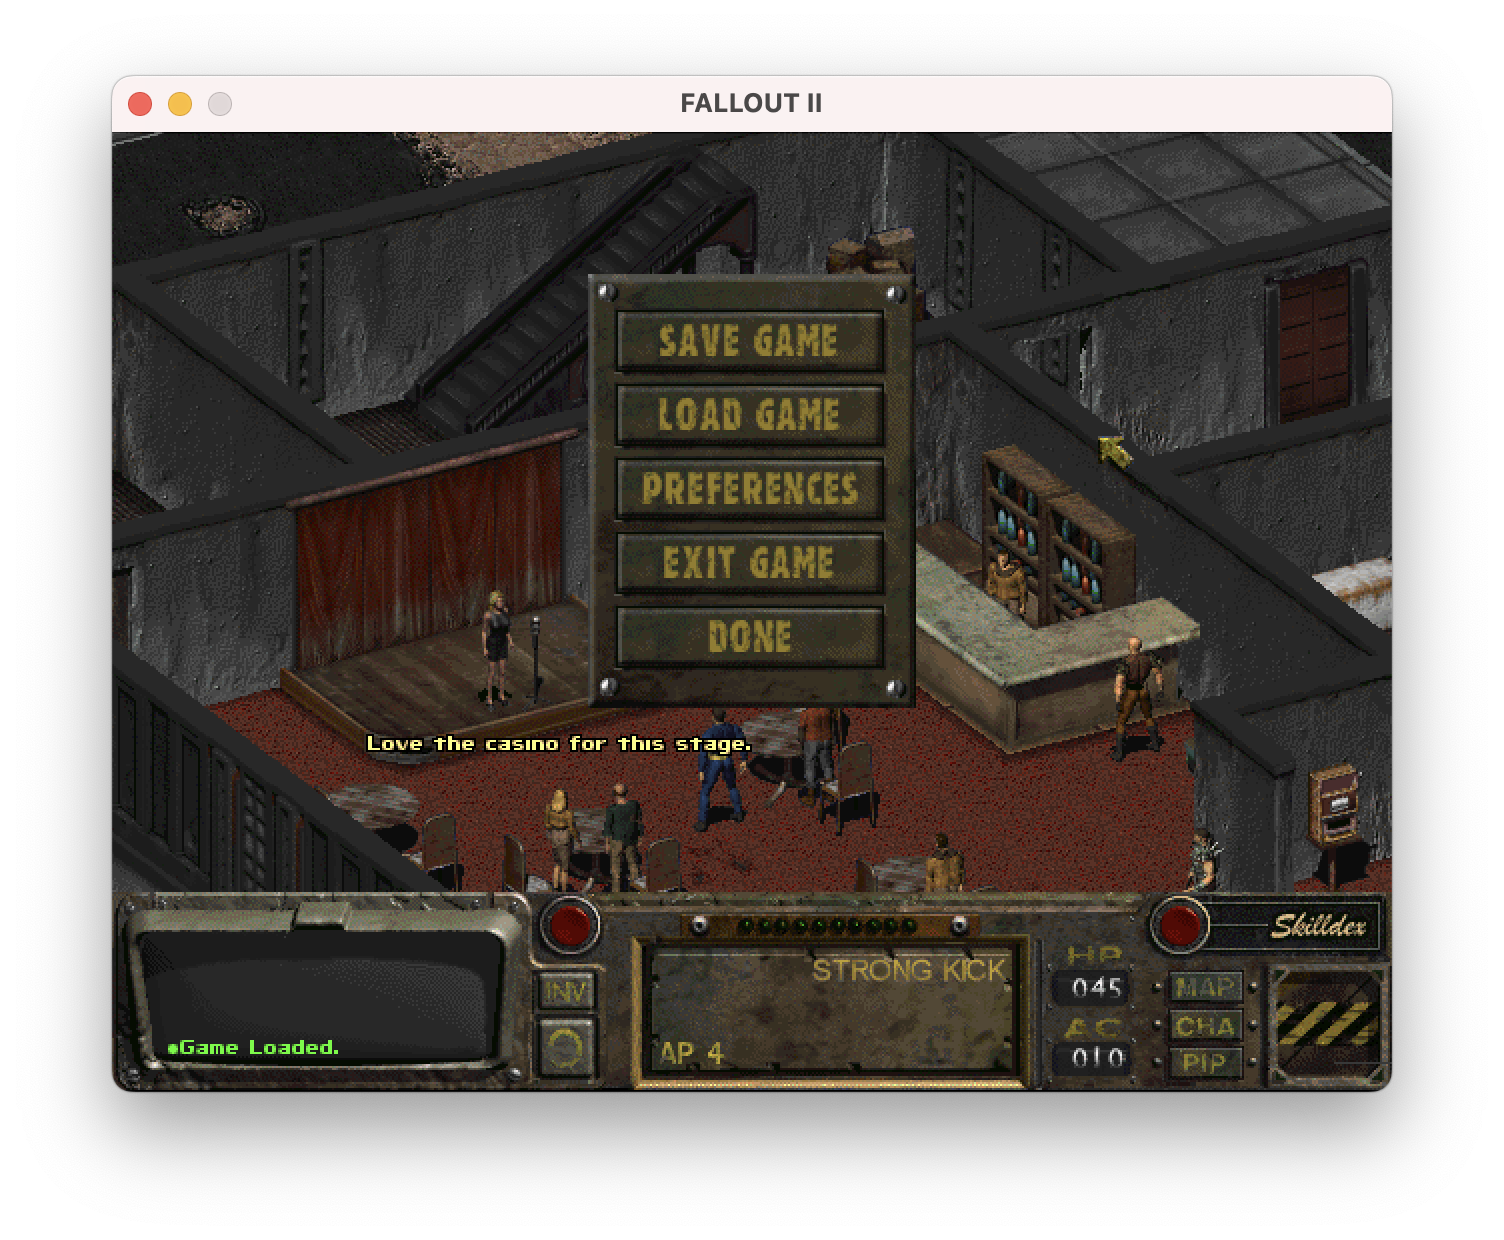 FALLOUT II
SAVE GAME
LOAD GAME
PREFERENCES
EXIT GAME
DONE
Love the casino for this stage.
Skilldex
HP
STRONG KICK
INV
045
MAP
AC
CHA
Game Loaded.
AP 4
010
PIP